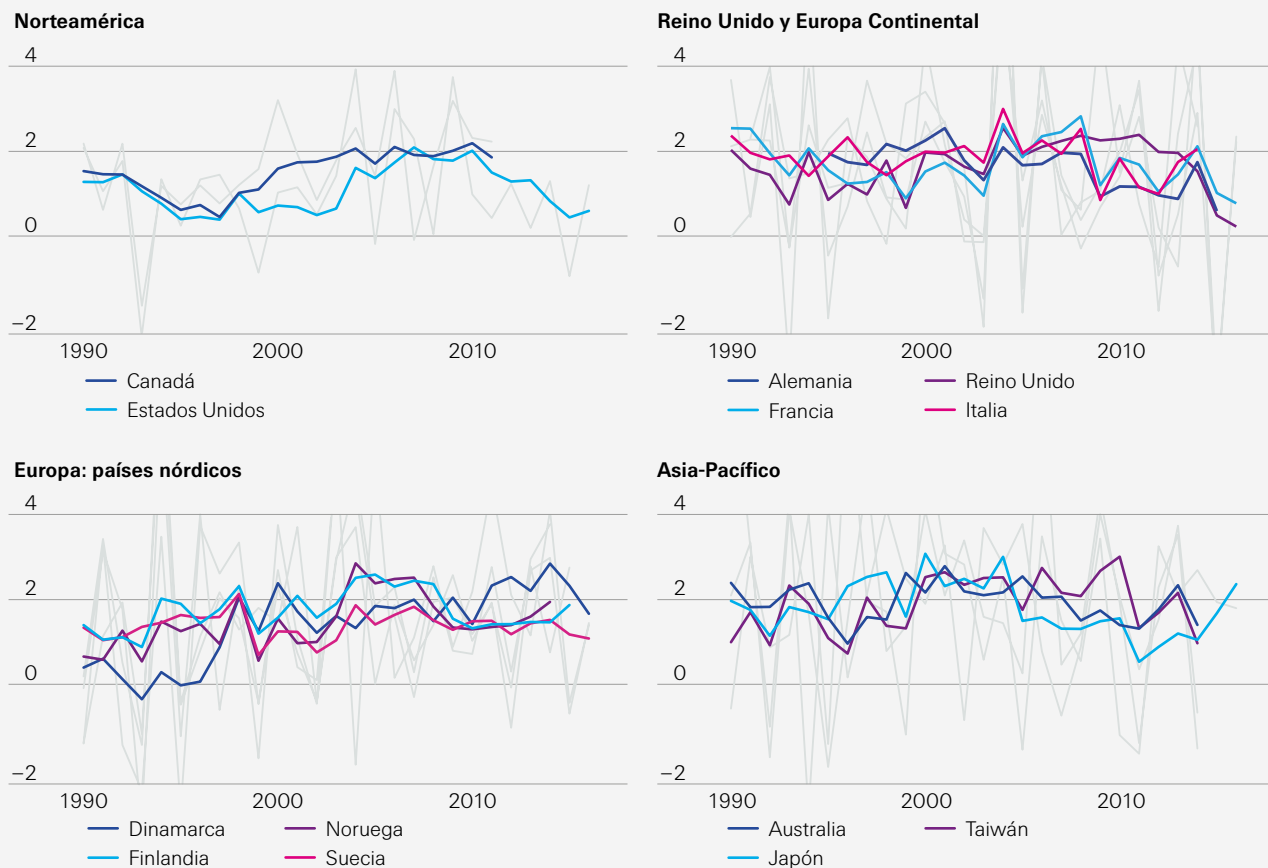 Norteamérica
4
2
0
−2
1990 2000 2010
Canadá
Estados Unidos
Reino Unido y Europa Continental
4
2
0
−2
1990 2000 2010
Alemania Reino Unido
Francia Italia
Europa: países nórdicos
4
2
0
−2
1990 2000 2010
Dinamarca Noruega
Finlandia Suecia
Asia-Pacífico
4
2
0
−2
1990 2000 2010
Australia Taiwán
Japón